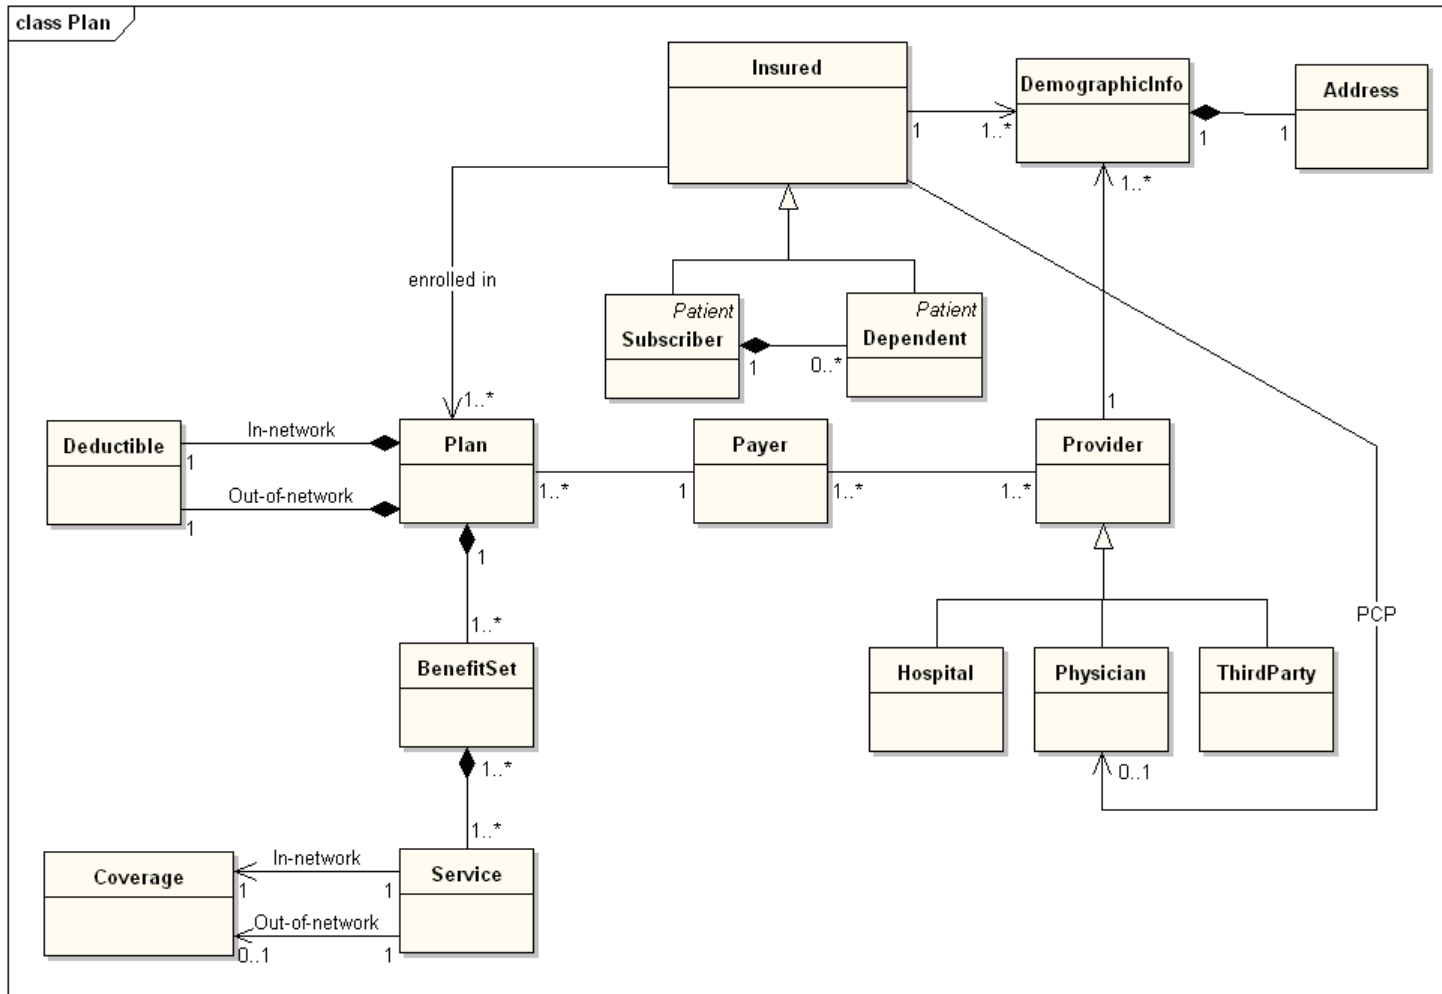 class Plan
Insured
DemographicInfo
Address
1
1..*
1
1
1..*
enrolled in
Patient
Subscriber
Patient
Dependent
1
0..*
1..*
1
Deductible
In-network
1
Out-of-network
1
Plan
Payer
Provider
1..*
1
1..*
1..*
1
1..*
PCP
BenefitSet
Hospital
Physician
ThirdParty
1..*
0..1
1..*
Coverage
In-network
1
1
Out-of-network
0..1
1
Service